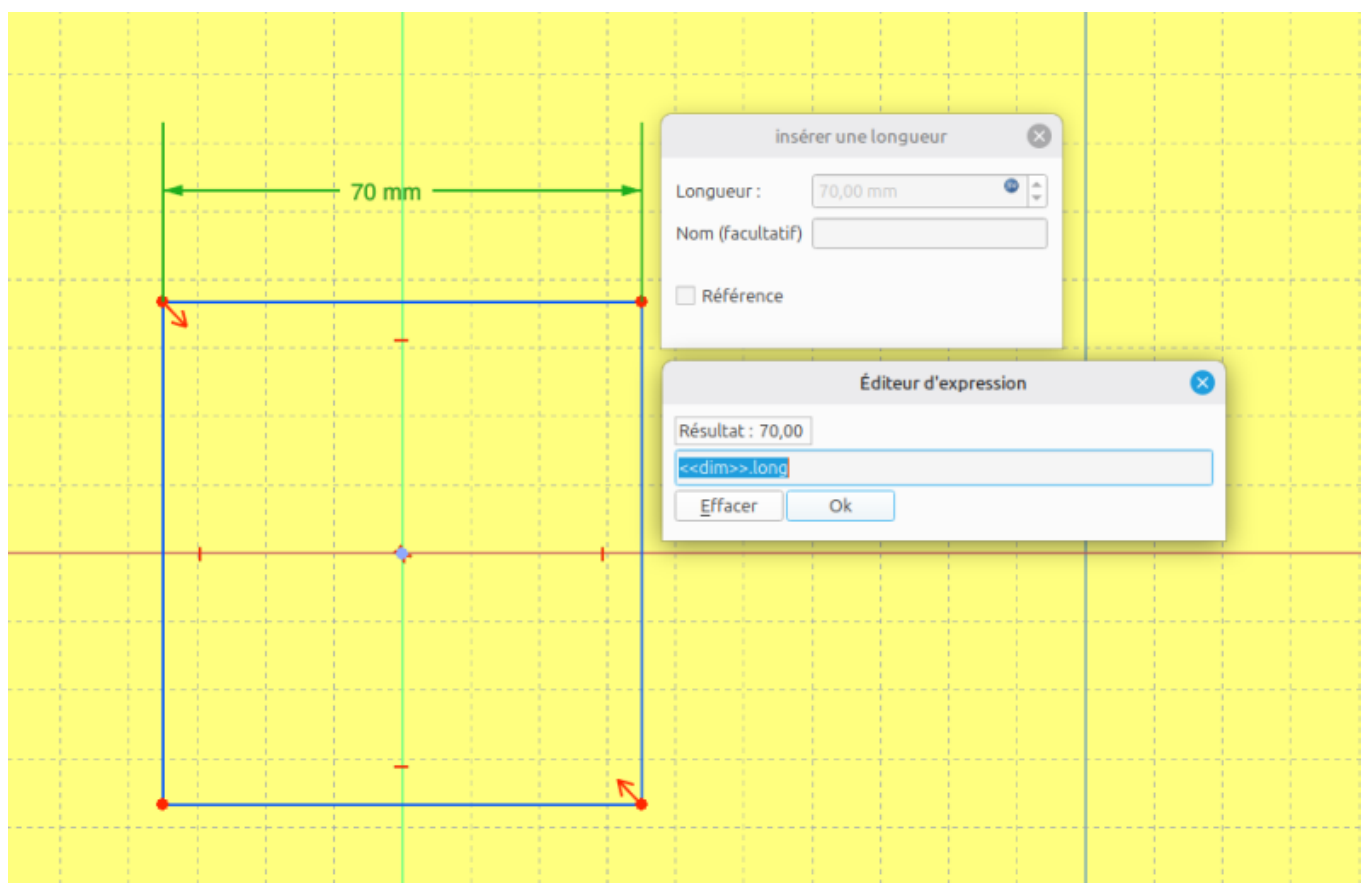 70 mm
insérer une longueur
Longueur :
70,00 mm
Nom (facultatif)
Référence
Éditeur d'expression
Résultat : 70,00
<<dim>>.long
Effacer
Ok